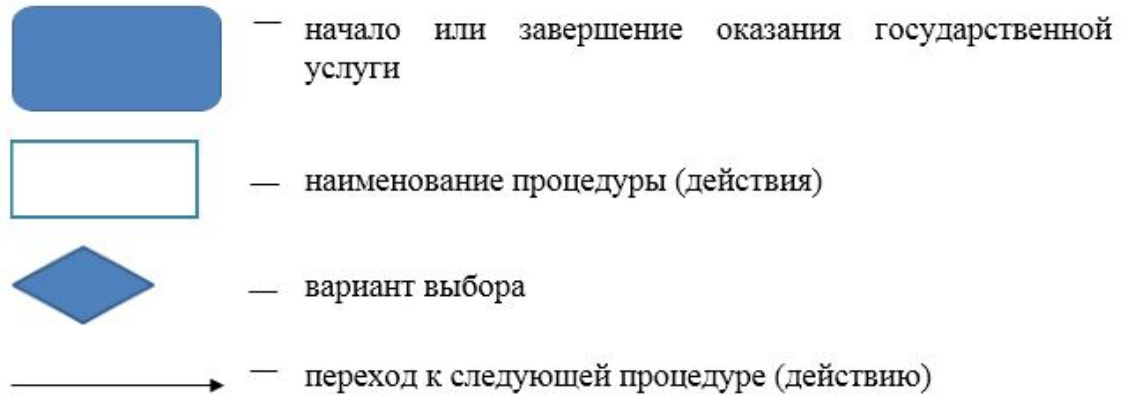 — начало или завершение оказания государственной
услуги
— наименование процедуры (действия)
— вариант выбора
— переход к следующей процедуре (действию)